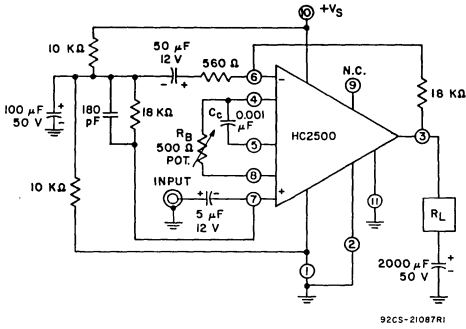 10 +VS
10 KΩ
50 μF
12 V
560 Ω
- +
6 -
N.C.
9
18 KΩ
100 μF
50 V
+
-
180
pF
18 KΩ
4
CC
0.001
μF
HC2500
3
RB
500 Ω
POT.
5
8
10 KΩ
INPUT
+ -
7 +
5 μF
12 V
11
RL
1
2
2000 μF
50 V
+
-
92CS-21087RI